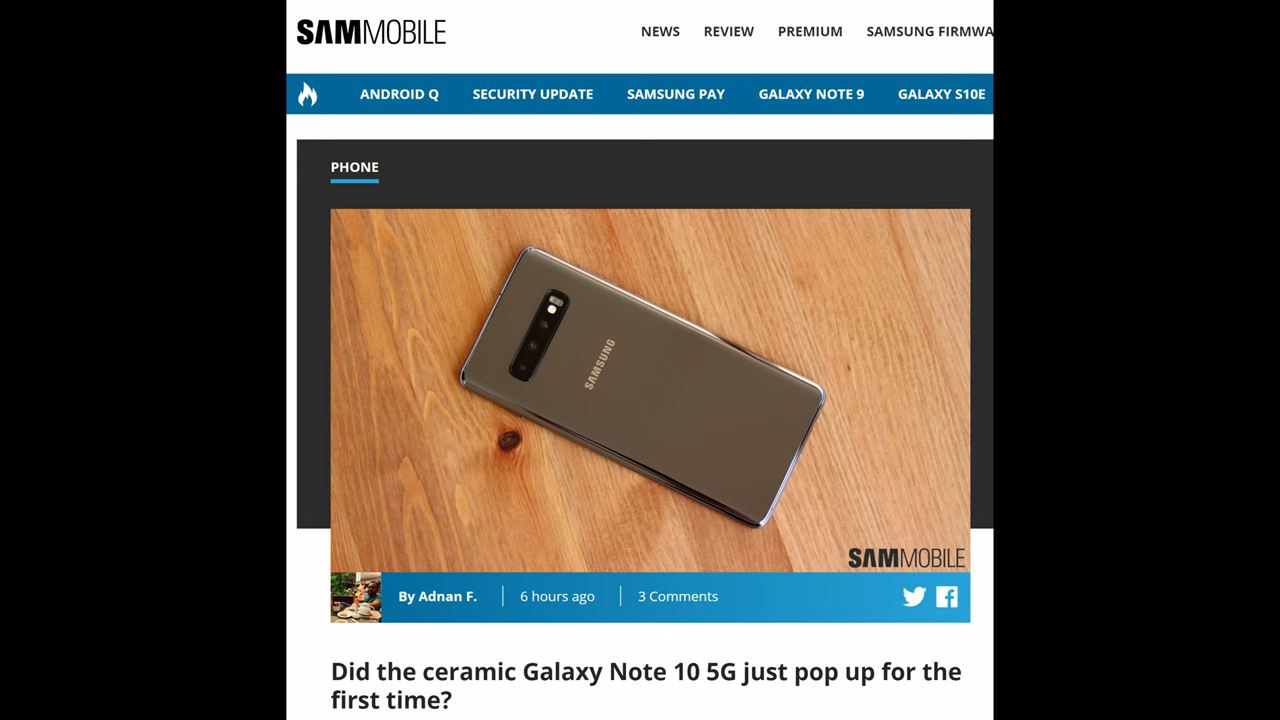 SAMMOBILE
NEWS REVIEW PREMIUM SAMSUNG FIRMWA
ANDROID Q SECURITY UPDATE SAMSUNG PAY GALAXY NOTE 9 GALAXY S10E
PHONE
SAMSUNG
SAMMOBILE
By Adnan F. 6 hours ago 3 Comments
Did the ceramic Galaxy Note 10 5G just pop up for the
first time?